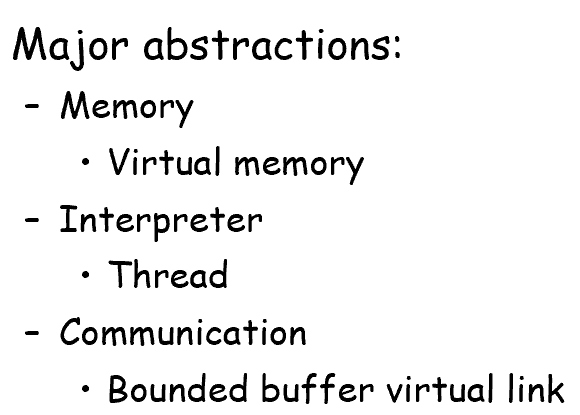 Major abstractions:
– Memory
• Virtual memory
– Interpreter
• Thread
– Communication
• Bounded buffer virtual link